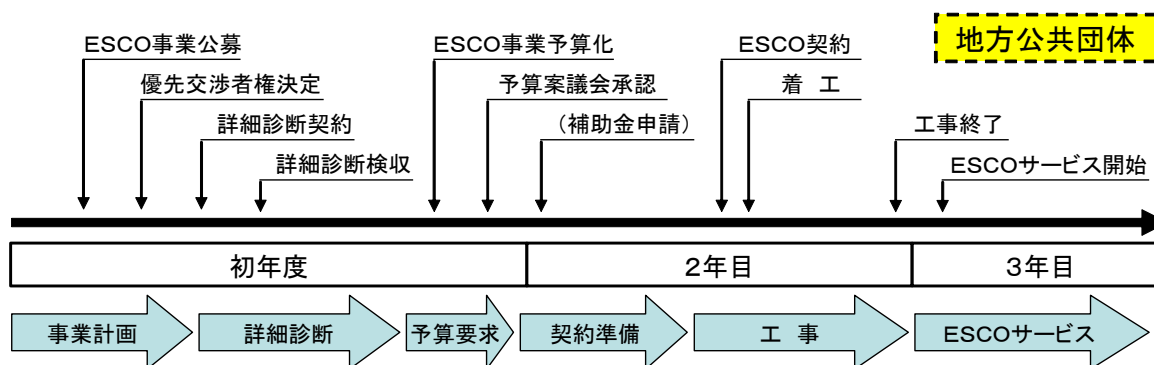 ESCO事業公募
ESCO事業予算化
ESCO契約
地方公共団体
優先交渉者権決定
予算案議会承認
着 工
詳細診断契約
(補助金申請)
工事終了
詳細診断検収
ESCOサービス開始
初年度
2年目
3年目
事業計画
詳細診断
予算要求
契約準備
工 事
ESCOサービス